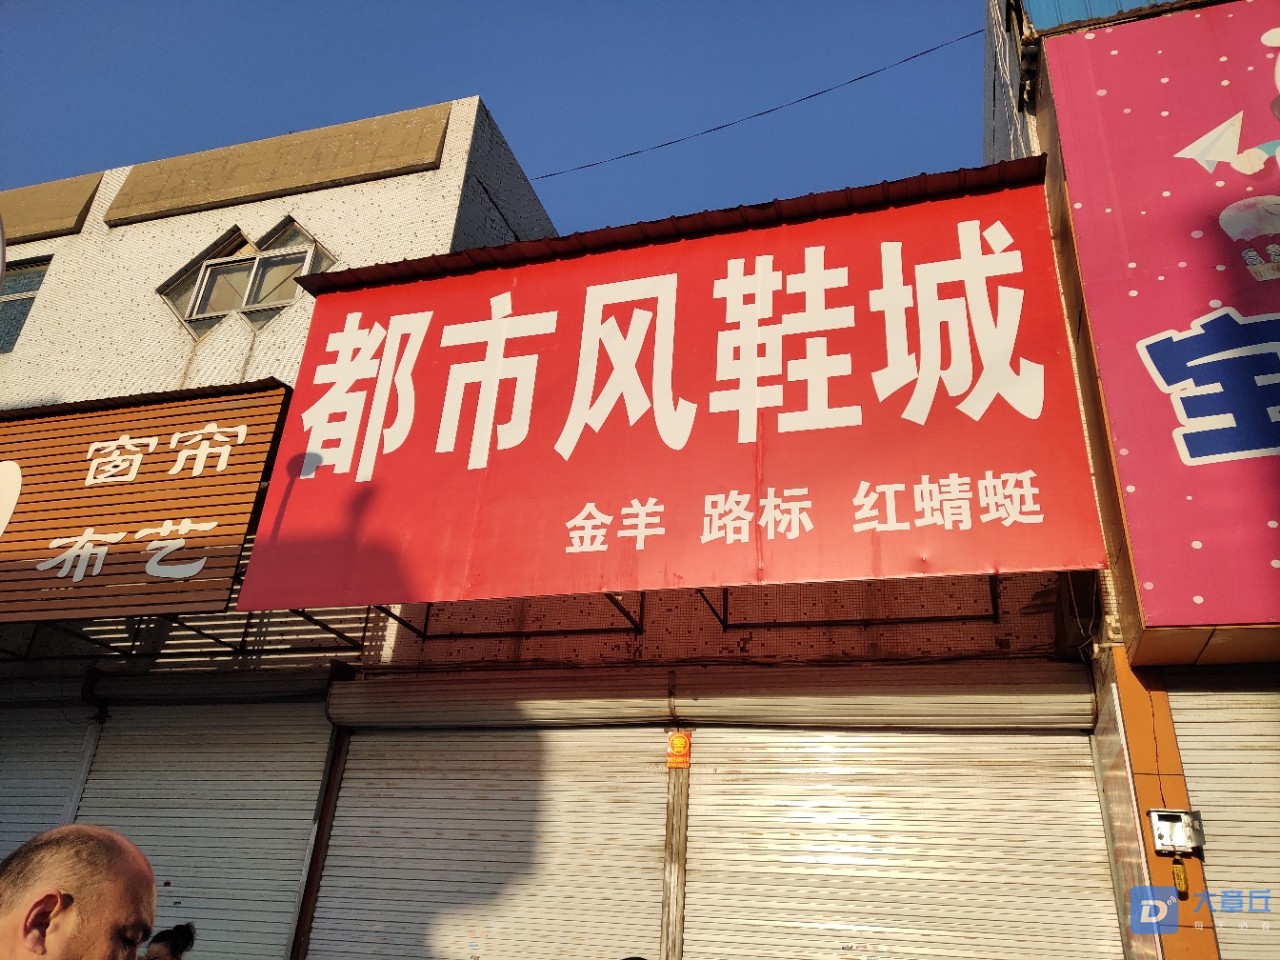 都市风鞋城
金羊 路标 红蜻蜓
窗帘
布艺
宝
大章丘